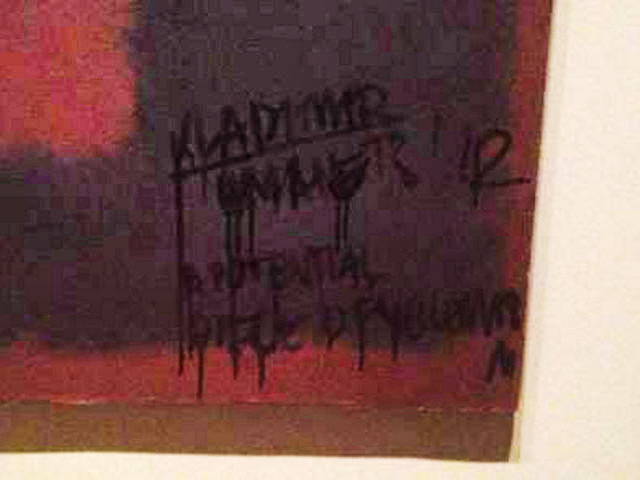 VLADIMIR
UMANETS '12
A POTENTIAL
PIECE OF YELLOWIS
M